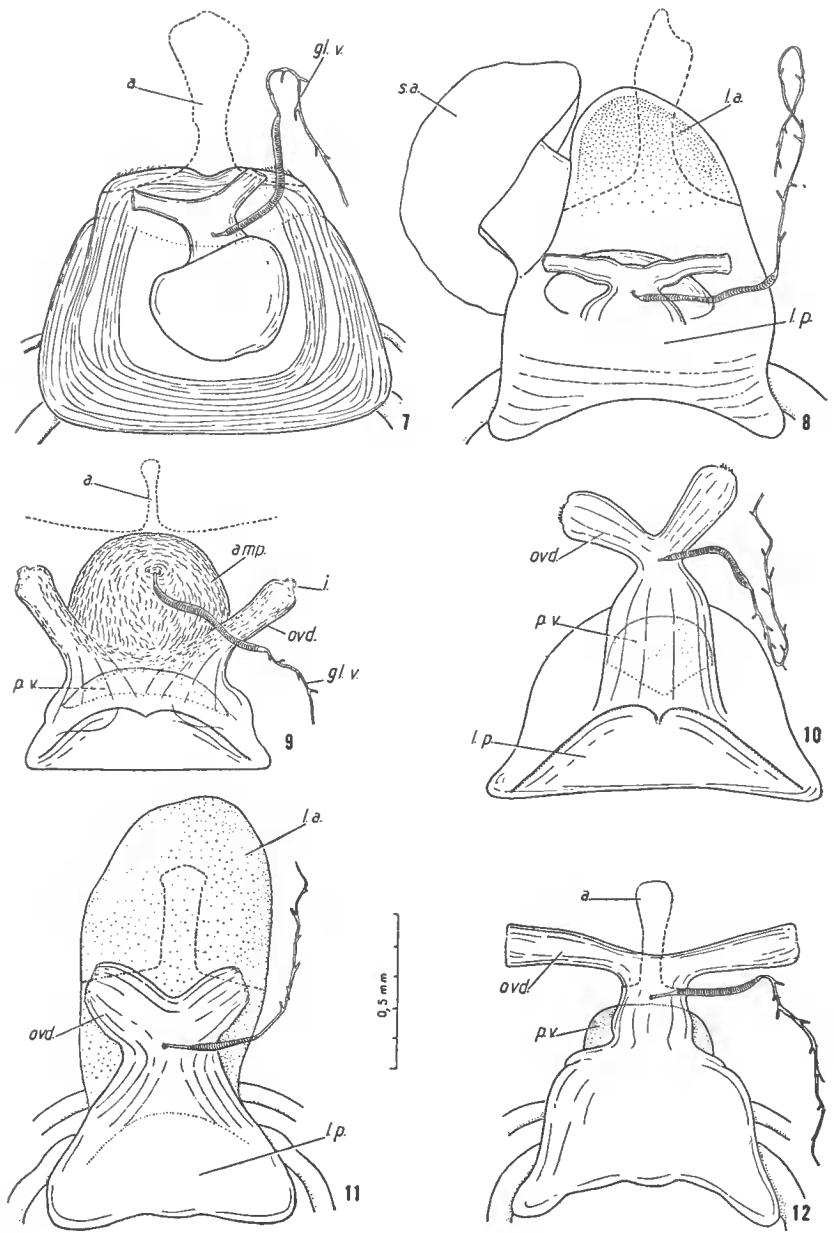 a.
gl. v.
7
s.a.
l.a.
l.p.
8
a.
amp.
i.
ovd.
gl. v.
p.v.
9
ovd.
p.v.
l.p.
10
l.a.
ovd.
l.p.
11
0,5 mm
a.
ovd.
p.v.
12